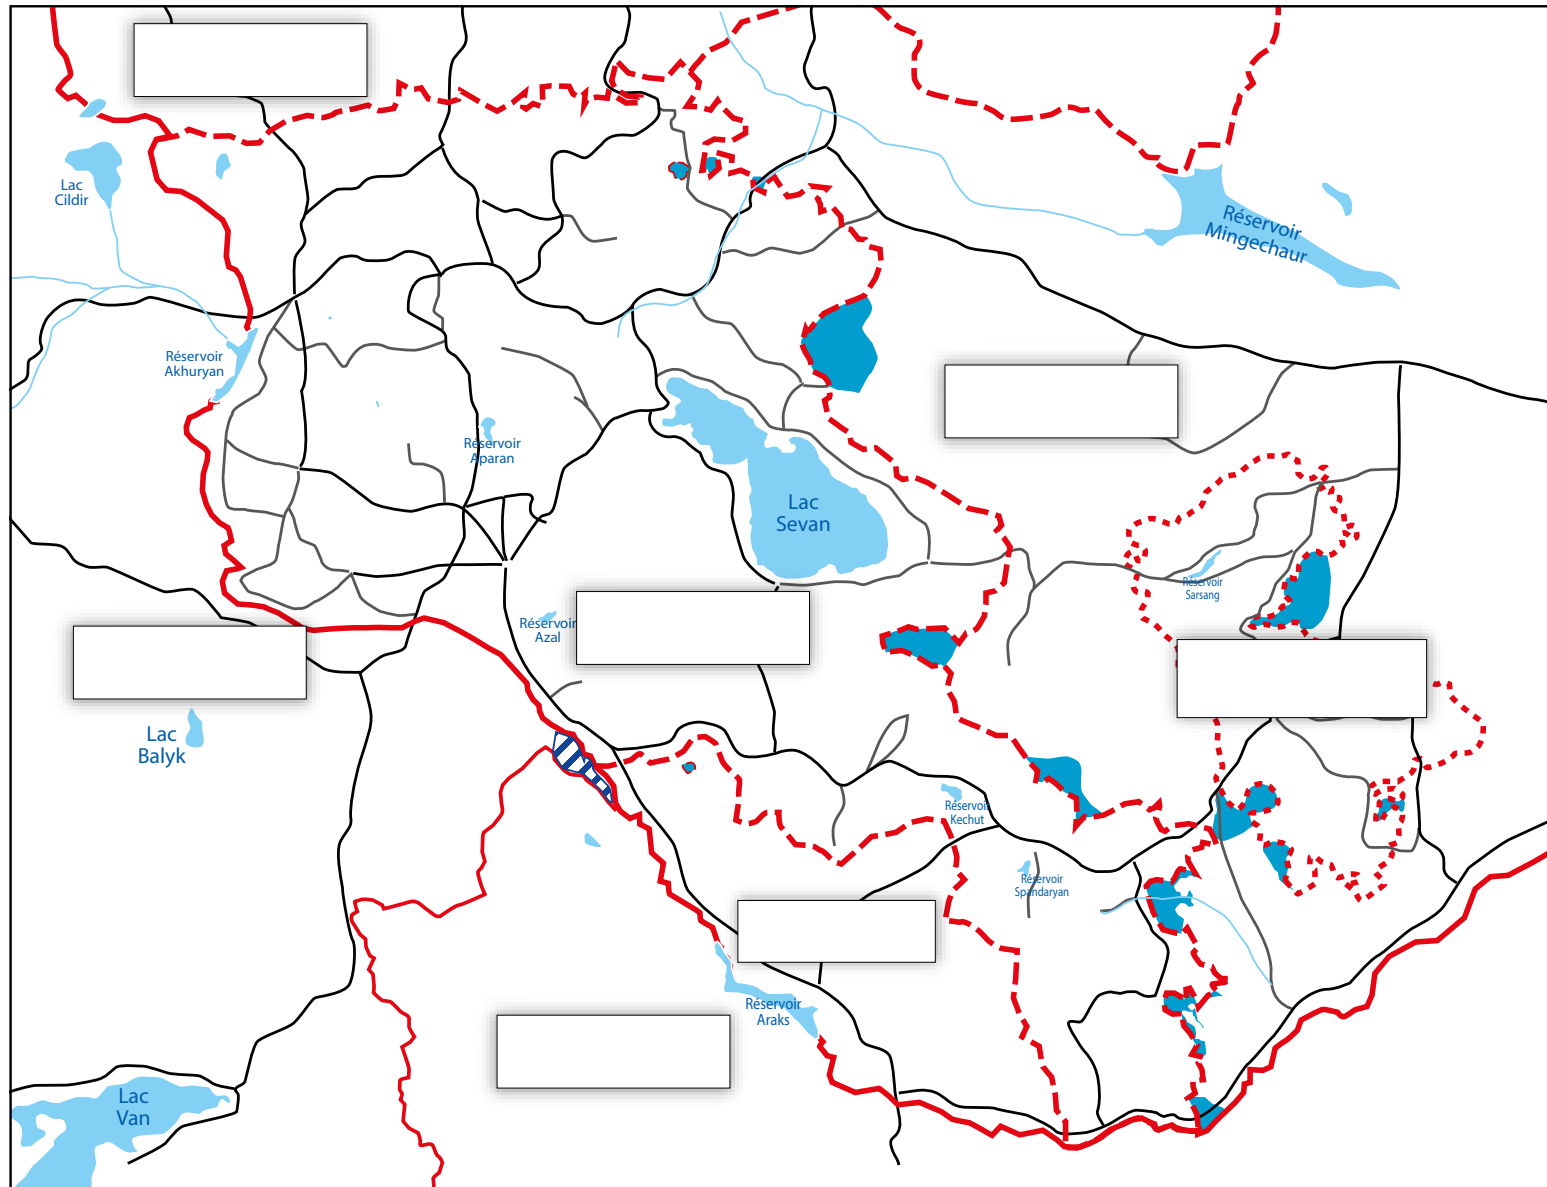 Lac
Cildir
Réservoir
Mingechaur
Réservoir
Akhuryan
Réservoir
Aparan
Lac
Sevan
Réservoir
Sarsang
Réservoir
Azal
Lac
Balyk
Réservoir
Kechut
Réservoir
Spandaryan
Réservoir
Araks
Lac
Van